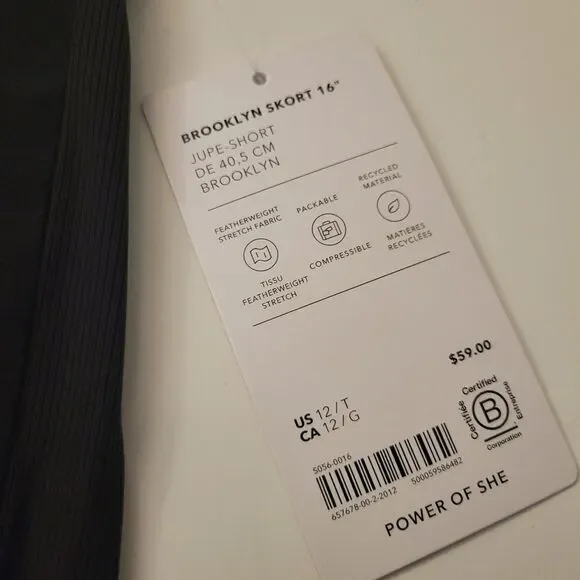 BROOKLYN SKORT 16"
JUPE-SHORT
DE 40,5 CM
BROOKLYN
FEATHERWEIGHT
STRETCH FABRIC
TISSU
FEATHERWEIGHT
STRETCH
PACKABLE
COMPRESSIBLE
RECYCLED
MATERIAL
MATIÈRES
RECYCLÉES
$59.00
US 12/T
CA 12/G
Certified
Certifiée
B
Entreprise
Corporation
S056-0016
657678-00-2-2012
500059586482
POWER OF SHE